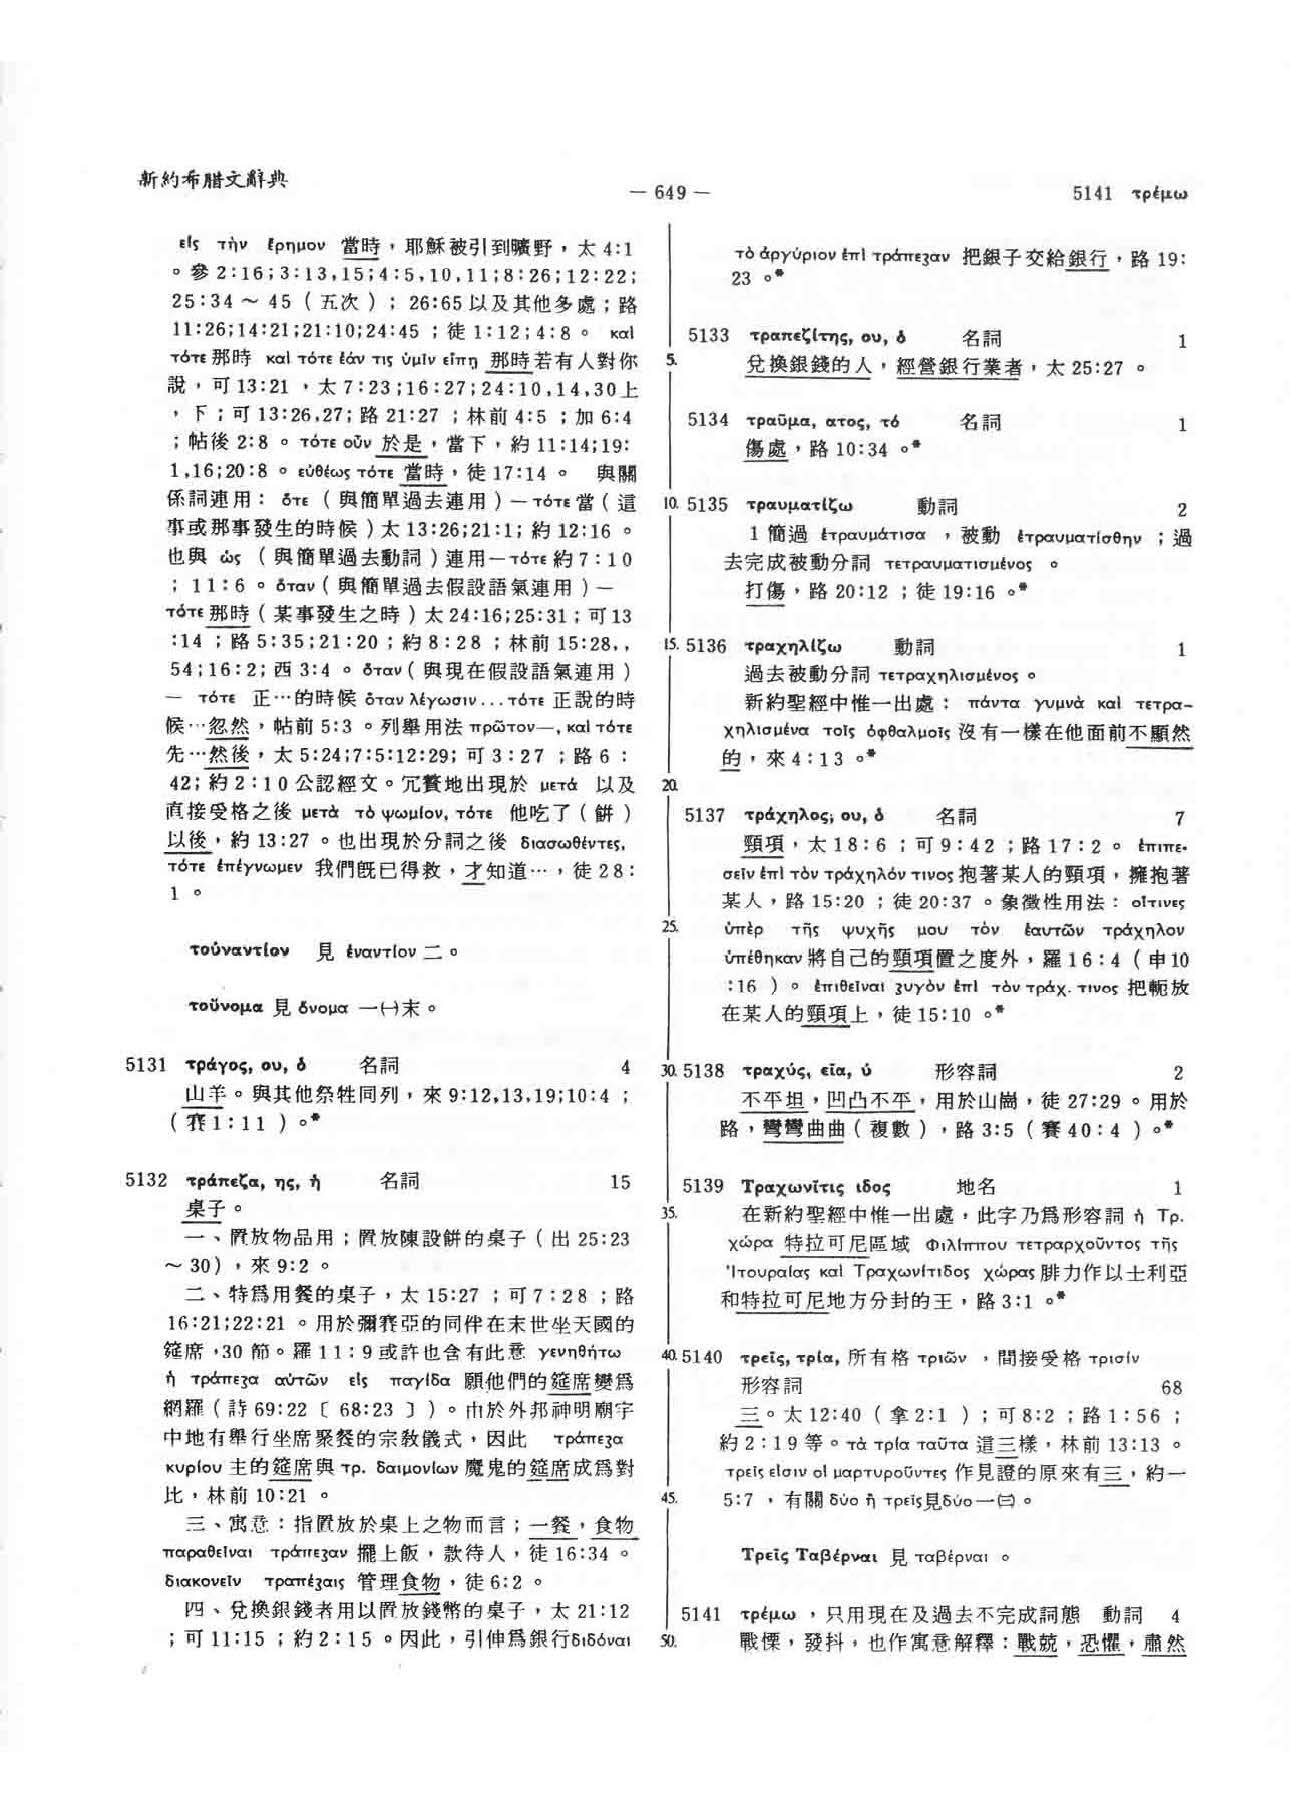 新約希腊文辭典
— 649 —
5141 τρέμω
εἰς τὴν ἔρημον 當時，耶穌被引到曠野，太 4:1
。參 2:16;3:13,15;4:5,10,11;8:26;12:22;
25:34～45（五次）; 26:65 以及其他多處；路
11:26;14:21;21:10;24:45；徒 1:12;4:8。 καὶ
τότε 那時 καὶ τότε ἐάν τις ὑμῖν εἴπῃ 那時若有人對你
說，可 13:21，太 7:23;16:27;24:10,14,30上
，下；可 13:26,27; 路 21:27；林前 4:5；加 6:4
；帖後 2:8。τότε οὖν 於是，當下，約 11:14;19:
1,16;20:8。εὐθέως τότε 當時，徒 17:14。 與關
係詞連用： ὅτε（與簡單過去連用）—τότε 當（這
事或那事發生的時候）太 13:26;21:1; 約 12:16。
也與 ὡς（與簡單過去動詞）連用—τότε 約 7:10
; 11:6。ὅταν（與簡單過去假設語氣連用）—
τότε 那時（某事發生之時）太 24:16;25:31；可 13
:14；路 5:35;21:20；約 8:28；林前 15:28,,
54;16:2; 西 3:4。ὅταν（與現在假設語氣連用）
— τότε 正…的時候 ὅταν λέγωσιν...τότε 正說的時
候…忽然，帖前 5:3。列舉用法 πρῶτον—, καὶ τότε
先…然後，太 5:24;7:5:12:29; 可 3:27；路 6:
42; 約 2:10 公認經文。冗贅地出現於 μετά 以及
直接受格之後 μετὰ τὸ ψωμίον, τότε 他吃了（餅）
以後，約 13:27。也出現於分詞之後 διασωθέντες,
τότε ἐπέγνωμεν 我們既已得救，才知道…，徒 28:
1。
τοὐναντίον 見 ἐναντίον 二。
τοὔνομα 見 ὄνομα 一㈠末。
5131 τράγος, ου, ὁ 名詞 4
山羊。與其他祭牲同列，來 9:12,13,19;10:4；
（賽 1:11）。*
5132 τράπεζα, ης, ἡ 名詞 15
桌子。
一、置放物品用；置放陳設餅的桌子（出 25:23
～30），來 9:2。
二、特爲用餐的桌子，太 15:27；可 7:28；路
16:21;22:21。用於彌賽亞的同伴在末世坐天國的
筵席，30 節。羅 11:9 或許也含有此意 γενηθήτω
ἡ τράπεζα αὐτῶν εἰς παγίδα 願他們的筵席變爲
網羅（詩 69:22〔68:23〕）。由於外邦神明廟宇
中地有舉行坐席聚餐的宗教儀式，因此 τράπεζα
κυρίου 主的筵席與 τρ. δαιμονίων 魔鬼的筵席成爲對
比，林前 10:21。
三、寓意：指置放於桌上之物而言；一餐，食物
παραθεῖναι τράπεζαν 擺上飯，款待人，徒 16:34。
διακονεῖν τραπέζαις 管理食物，徒 6:2。
四、兌換銀錢者用以置放錢幣的桌子，太 21:12
；可 11:15；約 2:15。因此，引伸爲銀行διδόναι
τὸ ἀργύριον ἐπὶ τράπεζαν 把銀子交給銀行，路 19:
23。*
5133 τραπεζίτης, ου, ὁ 名詞 1
5. 兌換銀錢的人，經營銀行業者，太 25:27。
5134 τραῦμα, ατος, τό 名詞 1
傷處，路 10:34。*
10. 5135 τραυματίζω 動詞 2
1 簡過 ἐτραυμάτισα ，被動 ἐτραυματίσθην；過
去完成被動分詞 τετραυματισμένος 。
打傷，路 20:12；徒 19:16。*
15. 5136 τραχηλίζω 動詞 1
過去被動分詞 τετραχηλισμένος。
新約聖經中惟一出處： πάντα γυμνὰ καὶ τετρα-
χηλισμένα τοῖς ὀφθαλμοῖς 沒有一樣在他面前不顯然
的，來 4:13。*
20.
5137 τράχηλος, ου, ὁ 名詞 7
頸項，太 18:6；可 9:42；路 17:2。 ἐπιπε-
σεῖν ἐπὶ τὸν τράχηλόν τινος 抱著某人的頸項，擁抱著
某人，路 15:20；徒 20:37。象徵性用法： οἵτινες
25. ὑπὲρ τῆς ψυχῆς μου τὸν ἑαυτῶν τράχηλον
ὑπέθηκαν 將自己的頸項置之度外，羅 16:4（申 10
:16）。ἐπιθεῖναι ζυγὸν ἐπὶ τὸν τράχ. τινος 把軛放
在某人的頸項上，徒 15:10。*
30. 5138 τραχύς, εῖα, ύ 形容詞 2
不平坦，凹凸不平，用於山崗，徒 27:29。用於
路，彎彎曲曲（複數），路 3:5（賽 40:4）。*
5139 Τραχωνῖτις ιδος 地名 1
35. 在新約聖經中惟一出處，此字乃爲形容詞 ἡ Τρ.
χώρα 特拉可尼區域 Φιλίππου τετραρχοῦντος τῆς
Ἰτουραίας καὶ Τραχωνίτιδος χώρας 腓力作以士利亞
和特拉可尼地方分封的王，路 3:1。*
40. 5140 τρεῖς, τρία, 所有格 τριῶν ，間接受格 τρισίν
形容詞 68
三。太 12:40（拿 2:1）；可 8:2；路 1:56；
約 2:19 等。τὰ τρία ταῦτα 這三樣，林前 13:13。
τρεῖς εἰσιν οἱ μαρτυροῦντες 作見證的原來有三，約一
45. 5:7，有關 δύο ἢ τρεῖς見δύο 一㈢。
Τρεῖς Ταβέρναι 見 ταβέρναι 。
5141 τρέμω ，只用現在及過去不完成詞態 動詞 4
50. 戰慄，發抖，也作寓意解釋：戰兢，恐懼，肅然